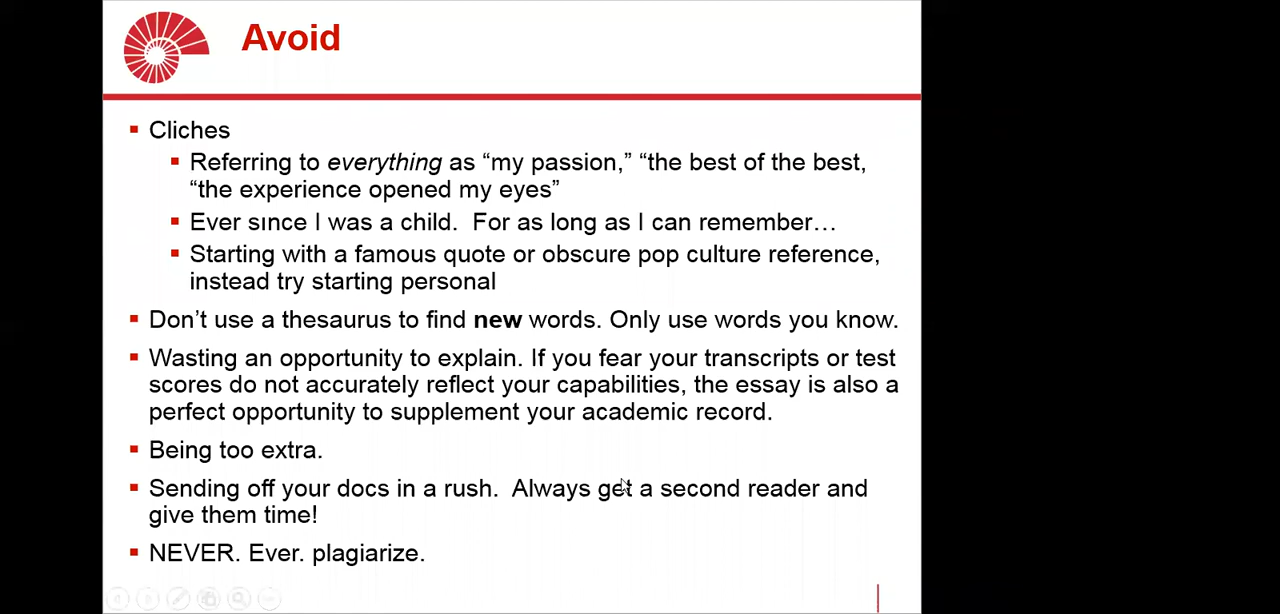 Avoid
Cliches
Referring to everything as “my passion,” “the best of the best,
“the experience opened my eyes”
Ever since I was a child.  For as long as I can remember…
Starting with a famous quote or obscure pop culture reference,
instead try starting personal
Don’t use a thesaurus to find new words. Only use words you know.
Wasting an opportunity to explain. If you fear your transcripts or test
scores do not accurately reflect your capabilities, the essay is also a
perfect opportunity to supplement your academic record.
Being too extra.
Sending off your docs in a rush.  Always get a second reader and
give them time!
NEVER. Ever. plagiarize.